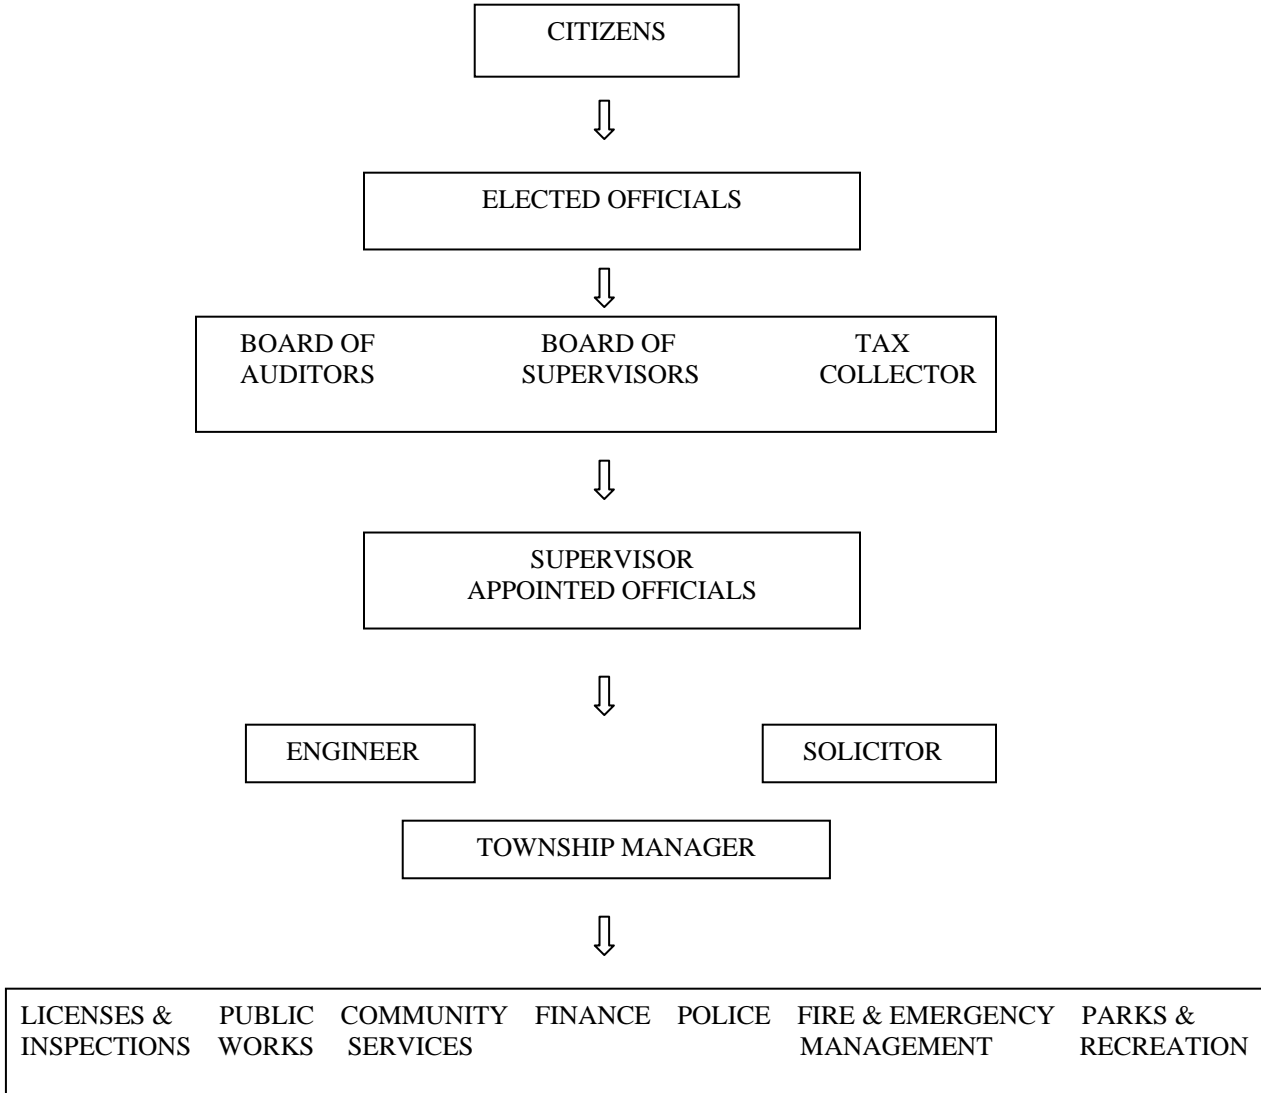 CITIZENS
ELECTED OFFICIALS
BOARD OF BOARD OF TAX
AUDITORS SUPERVISORS COLLECTOR
SUPERVISOR
APPOINTED OFFICIALS
ENGINEER SOLICITOR
TOWNSHIP MANAGER
LICENSES & PUBLIC COMMUNITY FINANCE POLICE FIRE & EMERGENCY PARKS &
INSPECTIONS WORKS SERVICES MANAGEMENT RECREATION